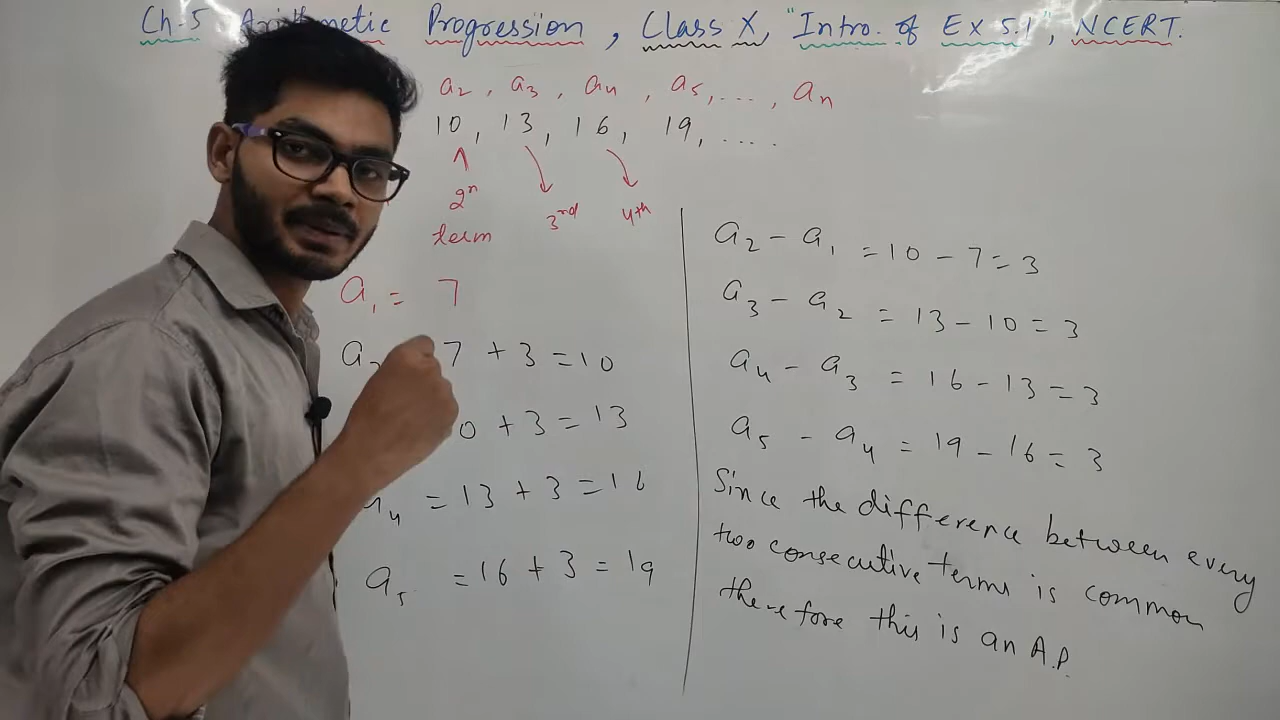 Ch-5 Arithmetic Progression, Class X, "Intro. of Ex 5.1", NCERT.
a₂, a₃, a₄, a₅, ..., aₙ
10, 13, 16, 19, ....
2ⁿ term
3rd
4th
a₁ = 7
7 + 3 = 10
0 + 3 = 13
₄ = 13 + 3 = 16
a₅ = 16 + 3 = 19
a₂ - a₁ = 10 - 7 = 3
a₃ - a₂ = 13 - 10 = 3
a₄ - a₃ = 16 - 13 = 3
a₅ - a₄ = 19 - 16 = 3
Since the difference between every
two consecutive terms is common
therefore this is an A.P.